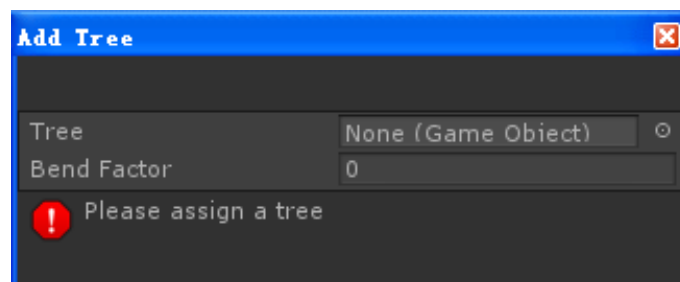 Add Tree
Tree None (Game Object)
Bend Factor 0
Please assign a tree